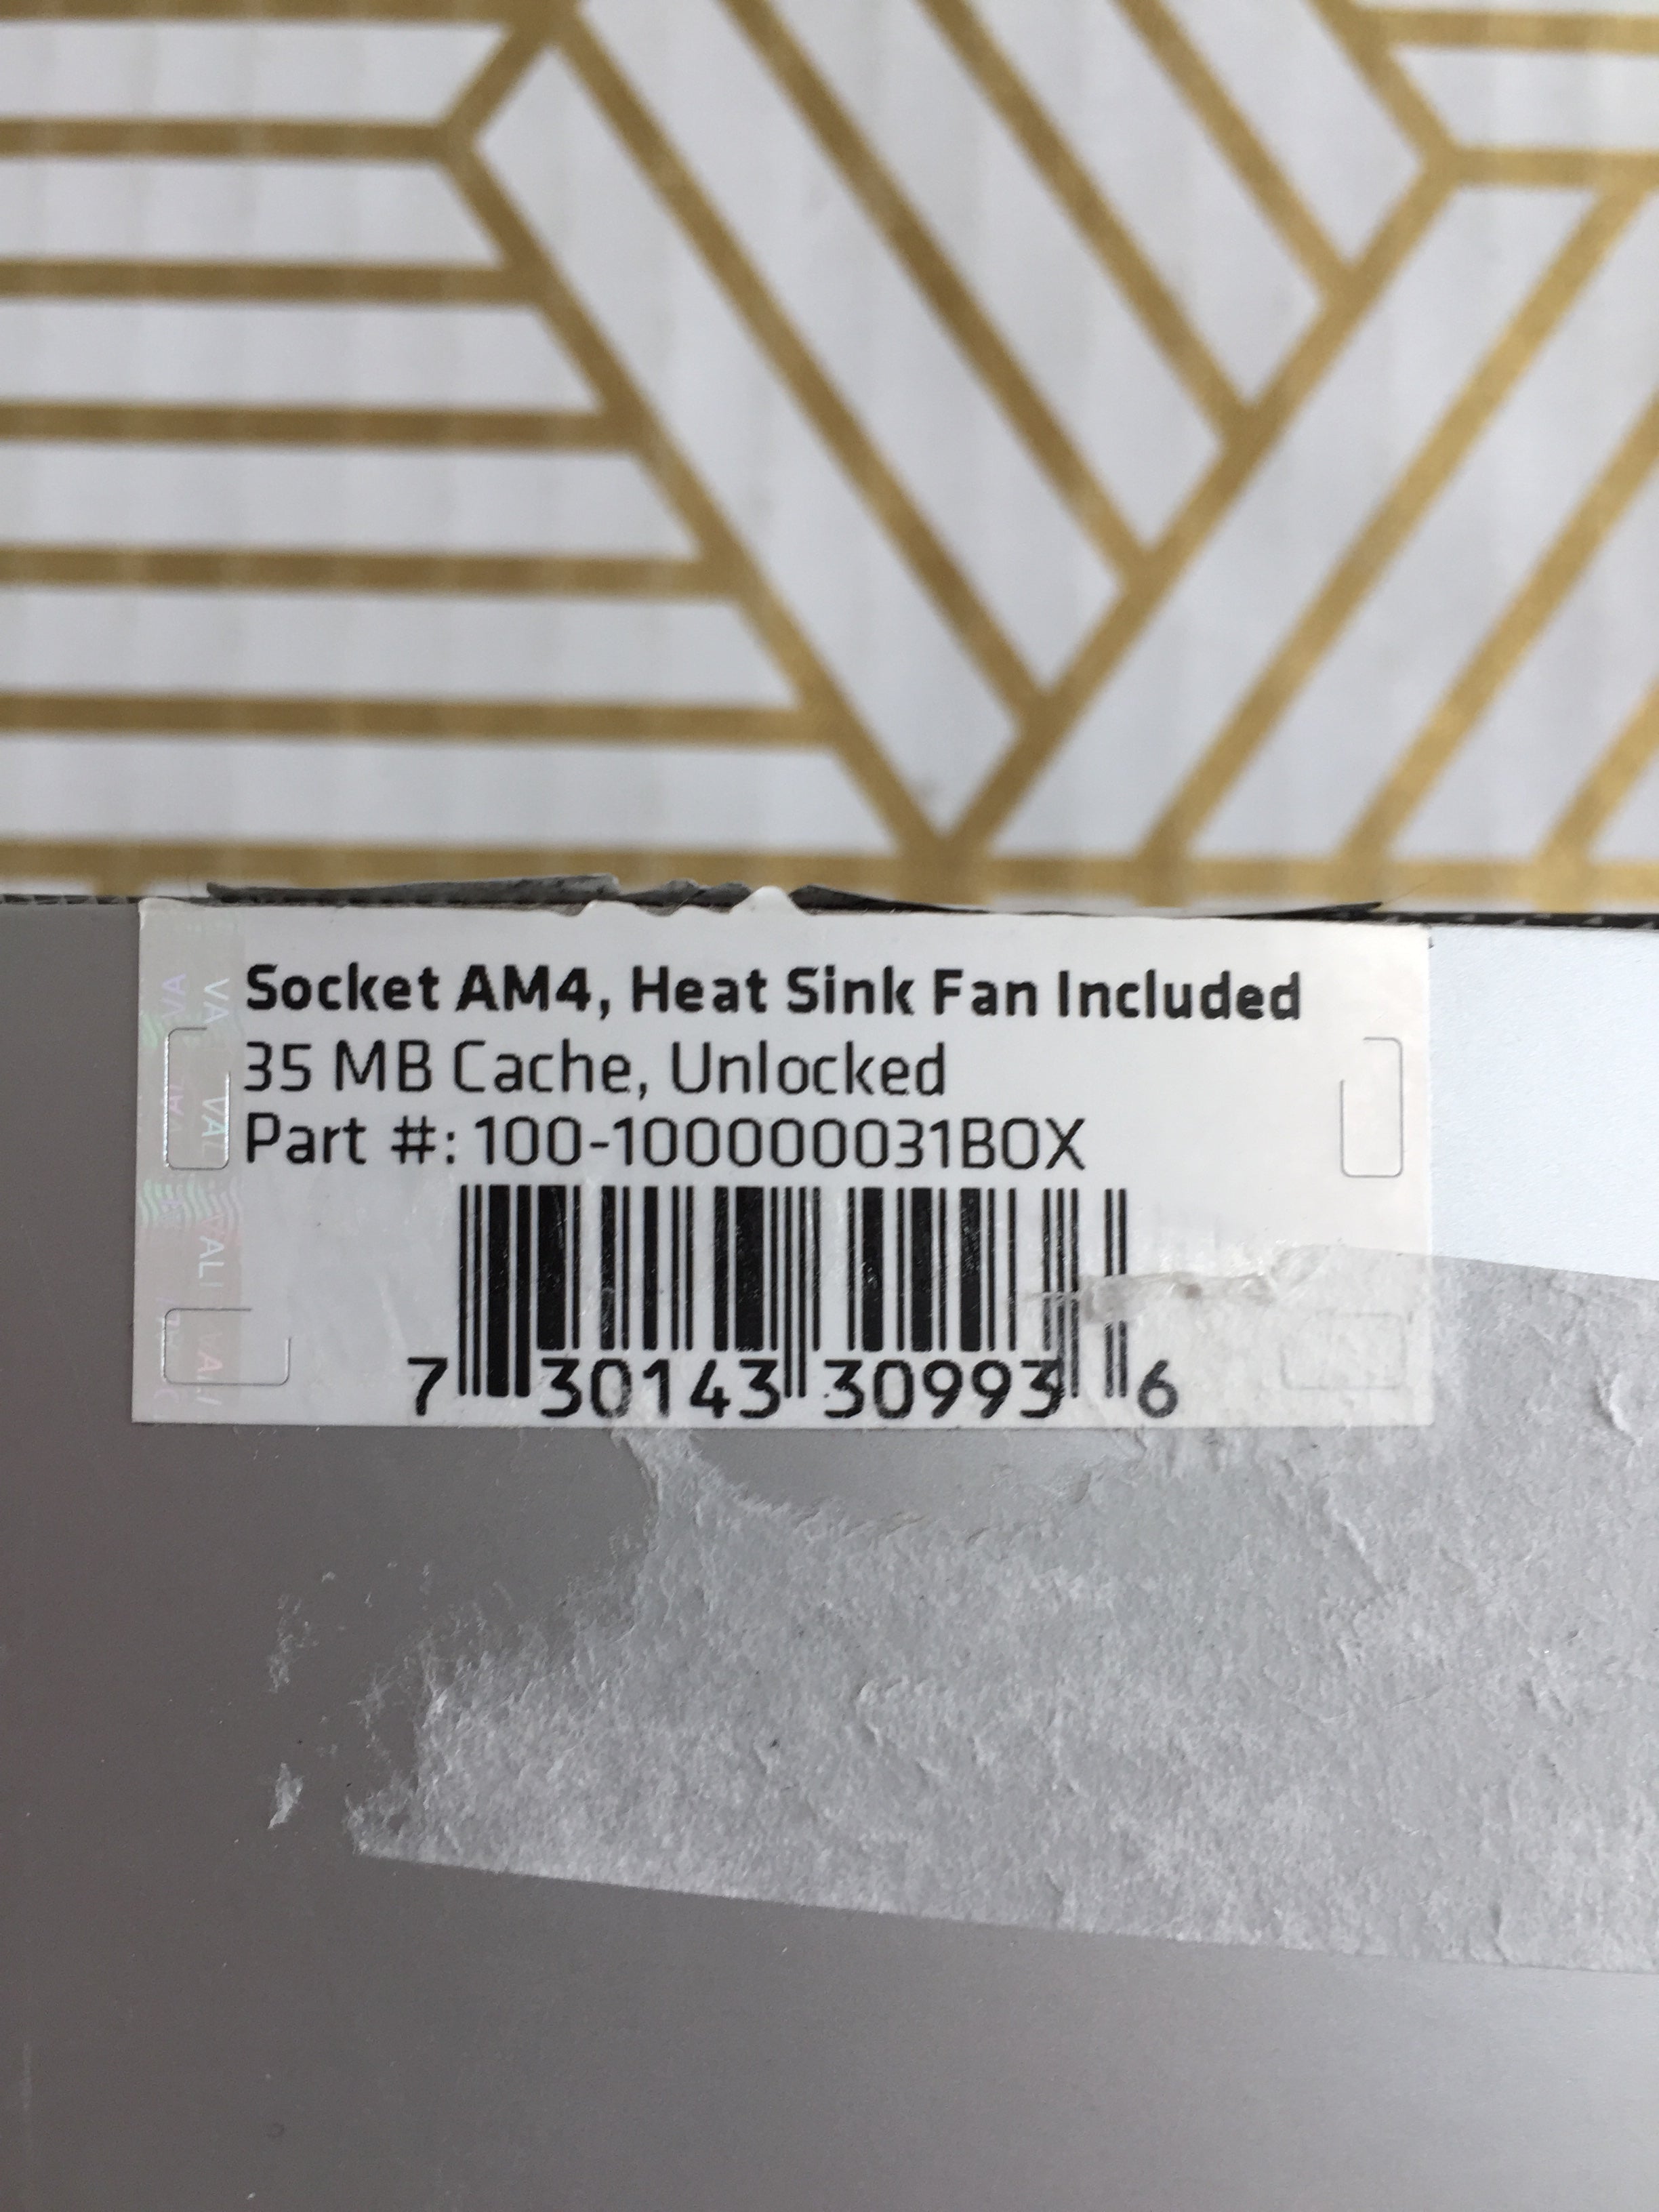 Socket AM4, Heat Sink Fan Included
35 MB Cache, Unlocked
Part #: 100-100000031BOX
7 30143 30993 6